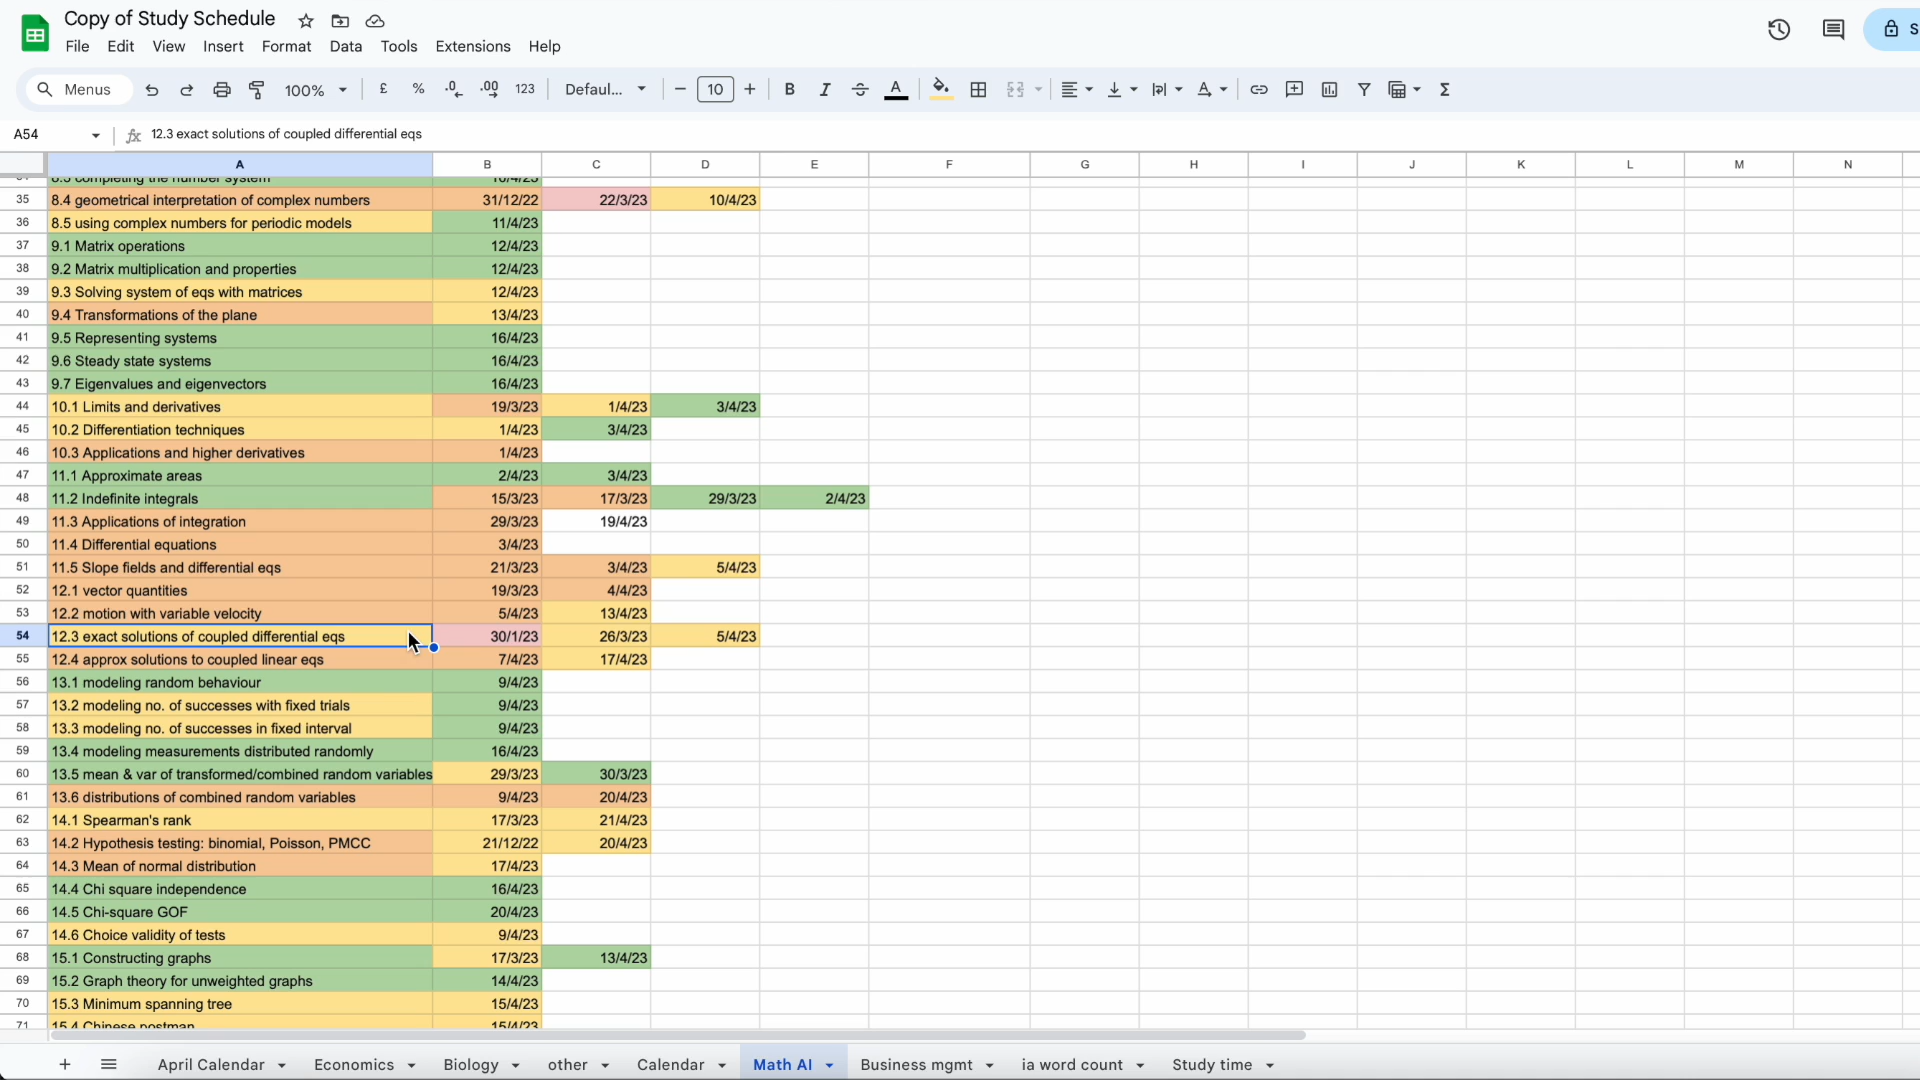 Copy of Study Schedule
File Edit View Insert Format Data Tools Extensions Help
S
Menus 100% £ % .0 .00 123 Defaul... − 10 + B I S A Σ
A54 fx 12.3 exact solutions of coupled differential eqs
A B C D E F G H I J K L M N
8.3 completing the number system 10/4/23
35 8.4 geometrical interpretation of complex numbers 31/12/22 22/3/23 10/4/23
36 8.5 using complex numbers for periodic models 11/4/23
37 9.1 Matrix operations 12/4/23
38 9.2 Matrix multiplication and properties 12/4/23
39 9.3 Solving system of eqs with matrices 12/4/23
40 9.4 Transformations of the plane 13/4/23
41 9.5 Representing systems 16/4/23
42 9.6 Steady state systems 16/4/23
43 9.7 Eigenvalues and eigenvectors 16/4/23
44 10.1 Limits and derivatives 19/3/23 1/4/23 3/4/23
45 10.2 Differentiation techniques 1/4/23 3/4/23
46 10.3 Applications and higher derivatives 1/4/23
47 11.1 Approximate areas 2/4/23 3/4/23
48 11.2 Indefinite integrals 15/3/23 17/3/23 29/3/23 2/4/23
49 11.3 Applications of integration 29/3/23 19/4/23
50 11.4 Differential equations 3/4/23
51 11.5 Slope fields and differential eqs 21/3/23 3/4/23 5/4/23
52 12.1 vector quantities 19/3/23 4/4/23
53 12.2 motion with variable velocity 5/4/23 13/4/23
54 12.3 exact solutions of coupled differential eqs 30/1/23 26/3/23 5/4/23
55 12.4 approx solutions to coupled linear eqs 7/4/23 17/4/23
56 13.1 modeling random behaviour 9/4/23
57 13.2 modeling no. of successes with fixed trials 9/4/23
58 13.3 modeling no. of successes in fixed interval 9/4/23
59 13.4 modeling measurements distributed randomly 16/4/23
60 13.5 mean & var of transformed/combined random variables 29/3/23 30/3/23
61 13.6 distributions of combined random variables 9/4/23 20/4/23
62 14.1 Spearman's rank 17/3/23 21/4/23
63 14.2 Hypothesis testing: binomial, Poisson, PMCC 21/12/22 20/4/23
64 14.3 Mean of normal distribution 17/4/23
65 14.4 Chi square independence 16/4/23
66 14.5 Chi-square GOF 20/4/23
67 14.6 Choice validity of tests 9/4/23
68 15.1 Constructing graphs 17/3/23 13/4/23
69 15.2 Graph theory for unweighted graphs 14/4/23
70 15.3 Minimum spanning tree 15/4/23
71 15.4 Chinese postman 15/4/23
+ April Calendar Economics Biology other Calendar Math AI Business mgmt ia word count Study time